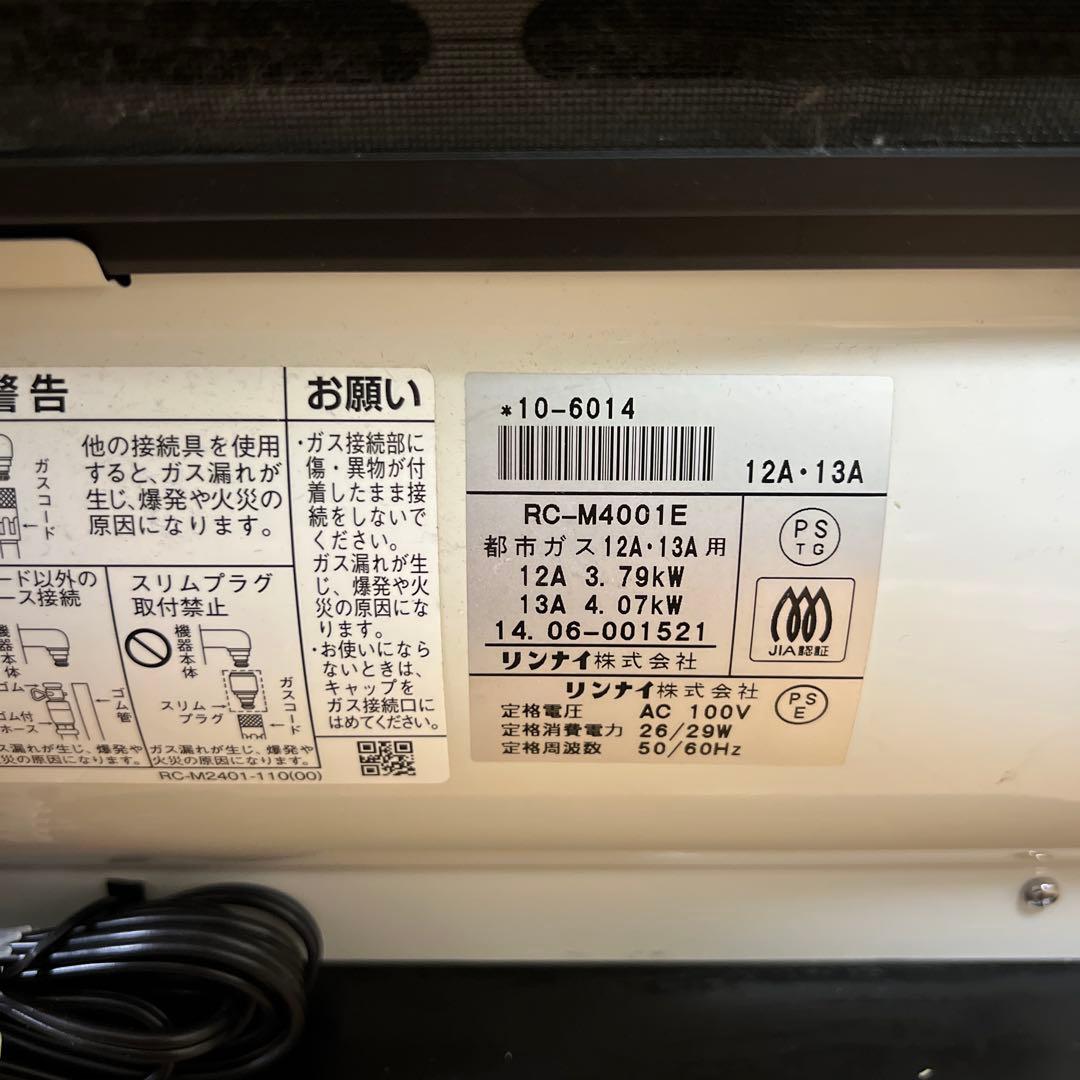 警告
他の接続具を使用
すると、ガス漏れが
生じ、爆発や火災の
原因になります。
ガスコード
ード以外の
ース接続
機器本体
ゴム
ゴム管
ゴム付
ホース
ス漏れが生じ、爆発や
火災の原因になります。
スリムプラグ
取付禁止
機器本体
スリム
プラグ
ガスコード
ガス漏れが生じ、爆発や
火災の原因になります。
RC-M2401-110(00)
お願い
・ガス接続部に
傷・異物が付
着したまま接
続をしないで
ください。
ガス漏れが生
じ、爆発や火
災の原因にな
ります。
・お使いになら
ないときは、
キャップを
ガス接続口に
はめてください。
*10-6014
12A・13A
RC-M4001E
都市ガス12A・13A用
12A 3.79kW
13A 4.07kW
14.06-001521
リンナイ株式会社
PS
TG
JIA認証
リンナイ株式会社
定格電圧 AC 100V
定格消費電力 26/29W
定格周波数 50/60Hz
PS
E